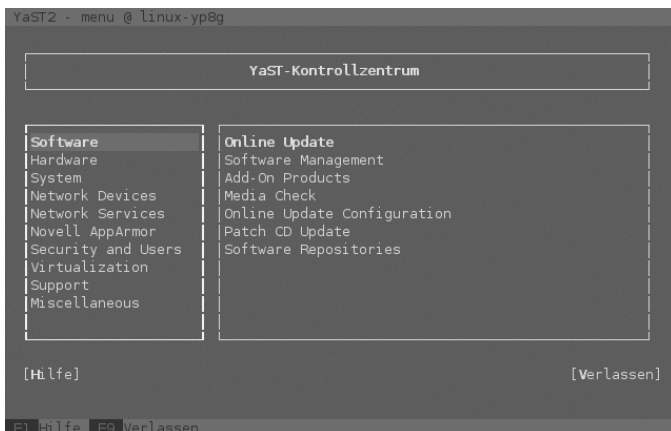 YaST2 - menu @ linux-yp8g
YaST-Kontrollzentrum
Software
Hardware
System
Network Devices
Network Services
Novell AppArmor
Security and Users
Virtualization
Support
Miscellaneous
Online Update
Software Management
Add-On Products
Media Check
Online Update Configuration
Patch CD Update
Software Repositories
[Hilfe] [Verlassen]
F1 Hilfe F9 Verlassen